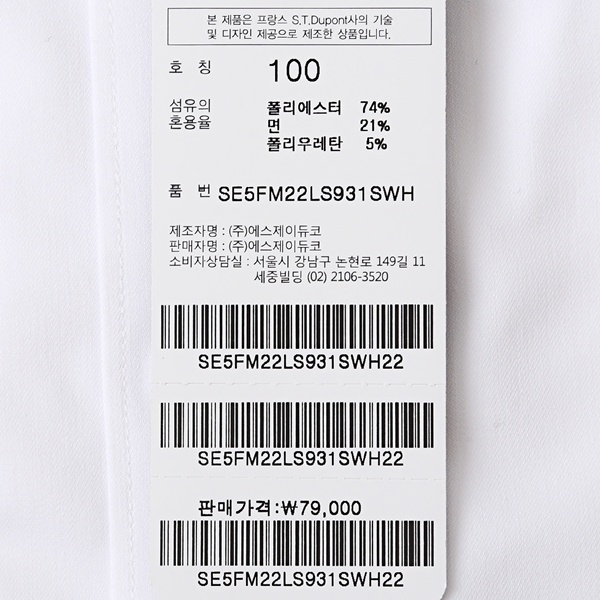 본 제품은 프랑스 S.T.Dupont사의 기술
및 디자인 제공으로 제조한 상품입니다.
호 칭 100
섬유의 폴리에스터 74%
혼용율 면 21%
폴리우레탄 5%
품 번 SE5FM22LS931SWH
제조자명 : (주)에스제이듀코
판매자명 : (주)에스제이듀코
소비자상담실 : 서울시 강남구 논현로 149길 11
세중빌딩 (02) 2106-3520
SE5FM22LS931SWH22
SE5FM22LS931SWH22
판매가격:₩79,000
SE5FM22LS931SWH22